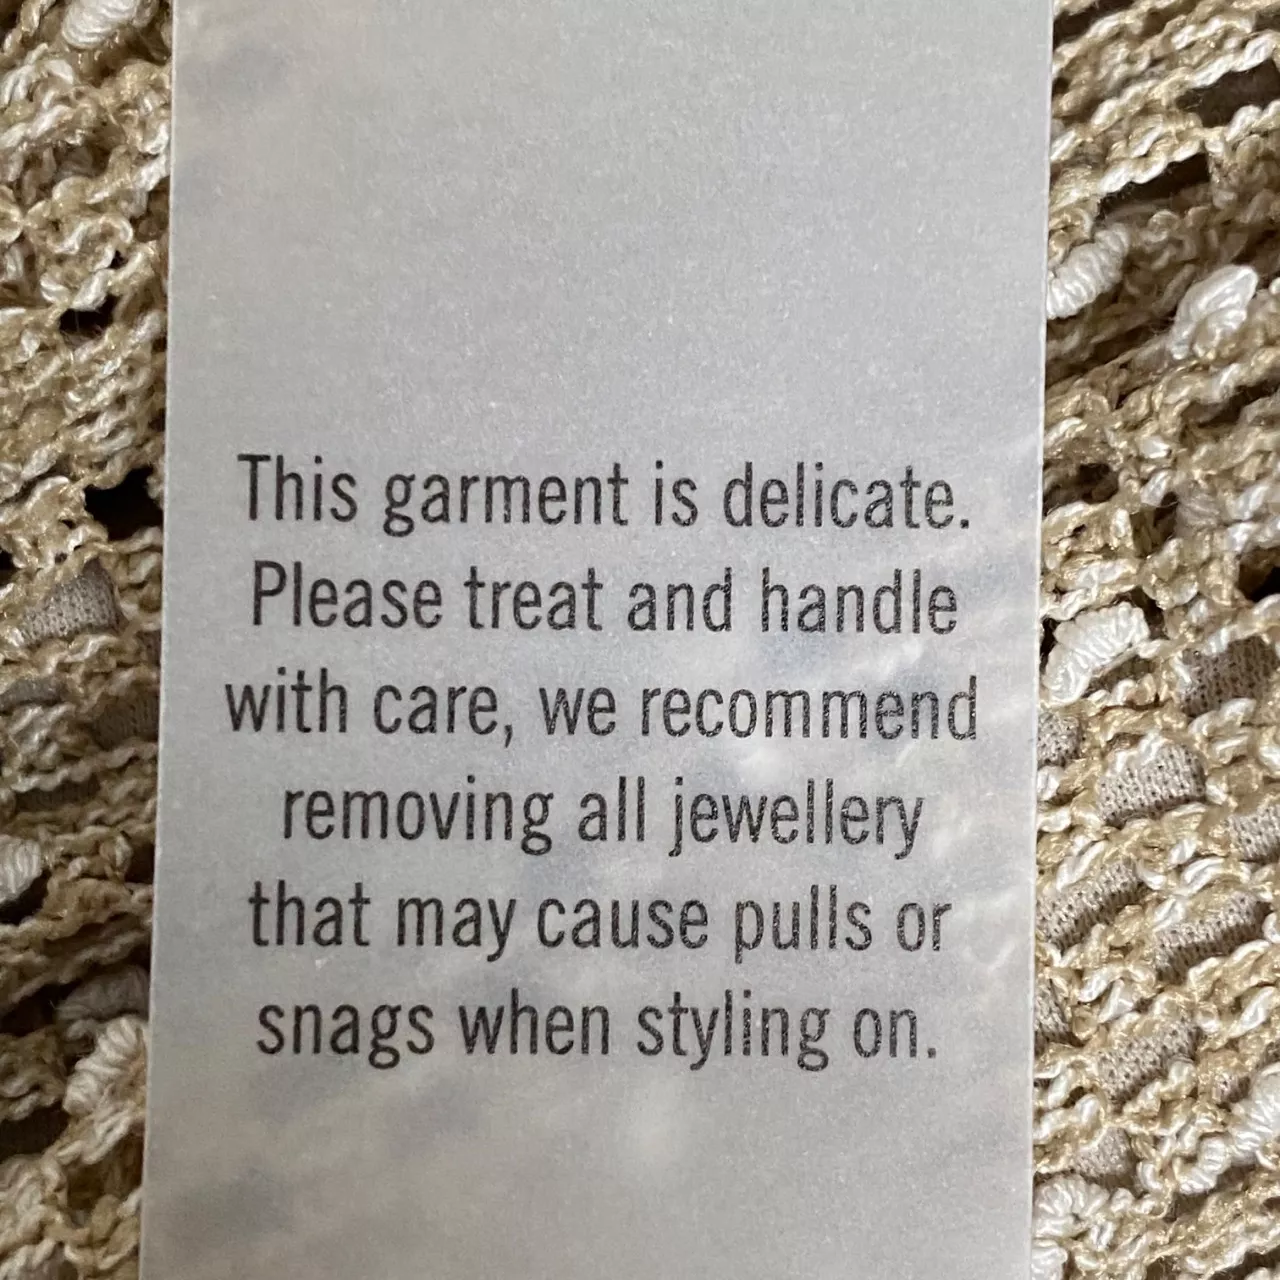 This garment is delicate.
Please treat and handle
with care, we recommend
removing all jewellery
that may cause pulls or
snags when styling on.